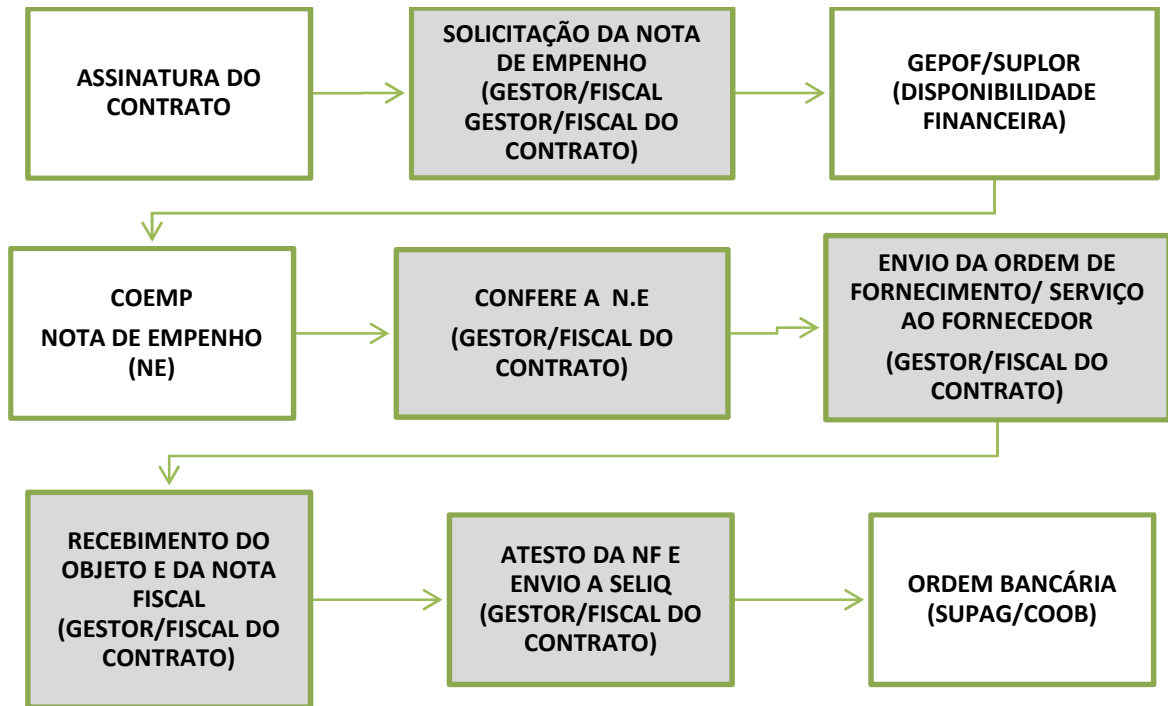 ASSINATURA DO
CONTRATO
SOLICITAÇÃO DA NOTA
DE EMPENHO
(GESTOR/FISCAL
GESTOR/FISCAL DO
CONTRATO)
GEPOF/SUPLOR
(DISPONIBILIDADE
FINANCEIRA)
COEMP
NOTA DE EMPENHO
(NE)
CONFERE A N.E
(GESTOR/FISCAL DO
CONTRATO)
ENVIO DA ORDEM DE
FORNECIMENTO/ SERVIÇO
AO FORNECEDOR
(GESTOR/FISCAL DO
CONTRATO)
RECEBIMENTO DO
OBJETO E DA NOTA
FISCAL
(GESTOR/FISCAL DO
CONTRATO)
ATESTO DA NF E
ENVIO A SELIQ
(GESTOR/FISCAL DO
CONTRATO)
ORDEM BANCÁRIA
(SUPAG/COOB)